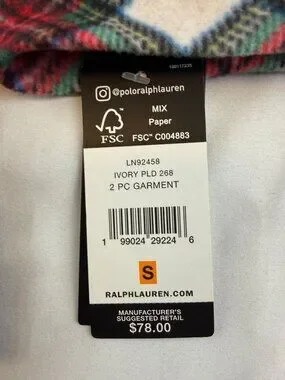 @poloralphlauren
MIX
Paper
FSC
FSC™ C004883
LN92458
IVORY PLD 268
2 PC GARMENT
1 99024 29224 6
S
RALPHLAUREN.COM
MANUFACTURER'S
SUGGESTED RETAIL
$78.00